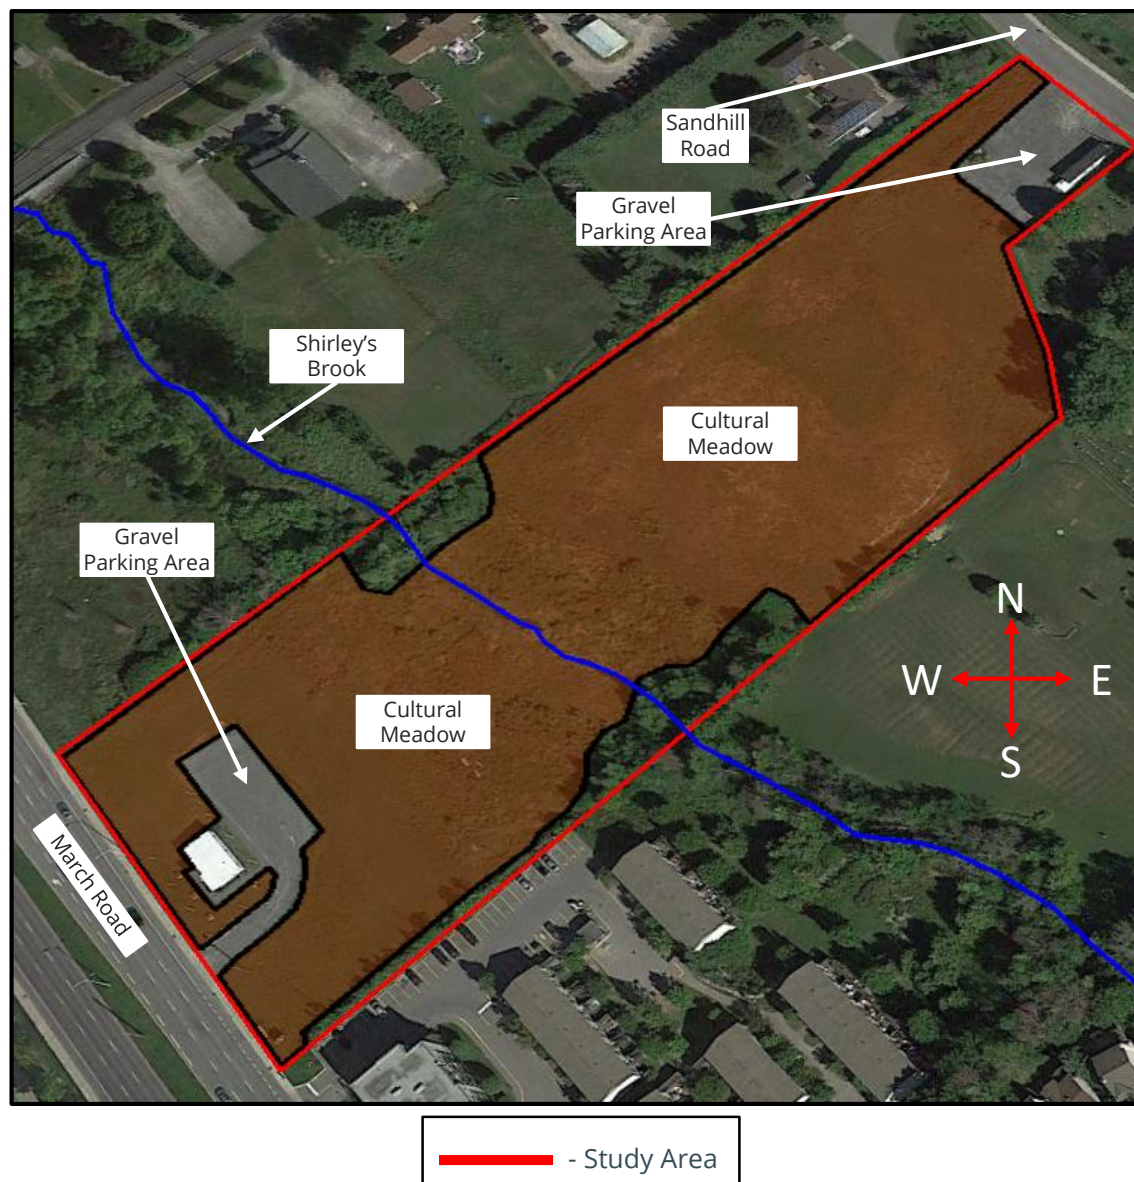 Sandhill
Road
Gravel
Parking Area
Shirley's
Brook
Cultural
Meadow
Gravel
Parking Area
N
W E
S
Cultural
Meadow
March Road
- Study Area